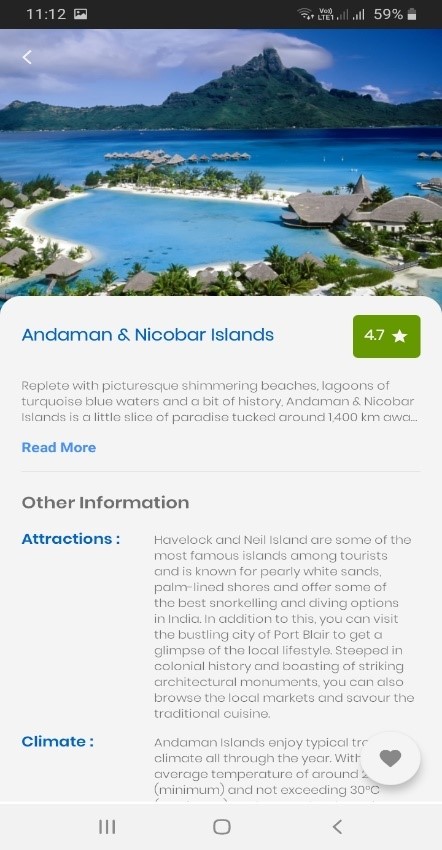 11:12
Vo)) LTE1 59%
Andaman & Nicobar Islands
4.7
Replete with picturesque shimmering beaches, lagoons of
turquoise blue waters and a bit of history, Andaman & Nicobar
Islands is a little slice of paradise tucked around 1,400 km awa...
Read More
Other Information
Attractions :
Havelock and Neil Island are some of the
most famous islands among tourists
and is known for pearly white sands,
palm-lined shores and offer some of
the best snorkelling and diving options
in India. In addition to this, you can visit
the bustling city of Port Blair to get a
glimpse of the local lifestyle. Steeped in
colonial history and boasting of striking
architectural monuments, you can also
browse the local markets and savour the
traditional cuisine.
Climate :
Andaman Islands enjoy typical
climate all through the year. With
average temperature of around
(minimum) and not exceeding 30°C